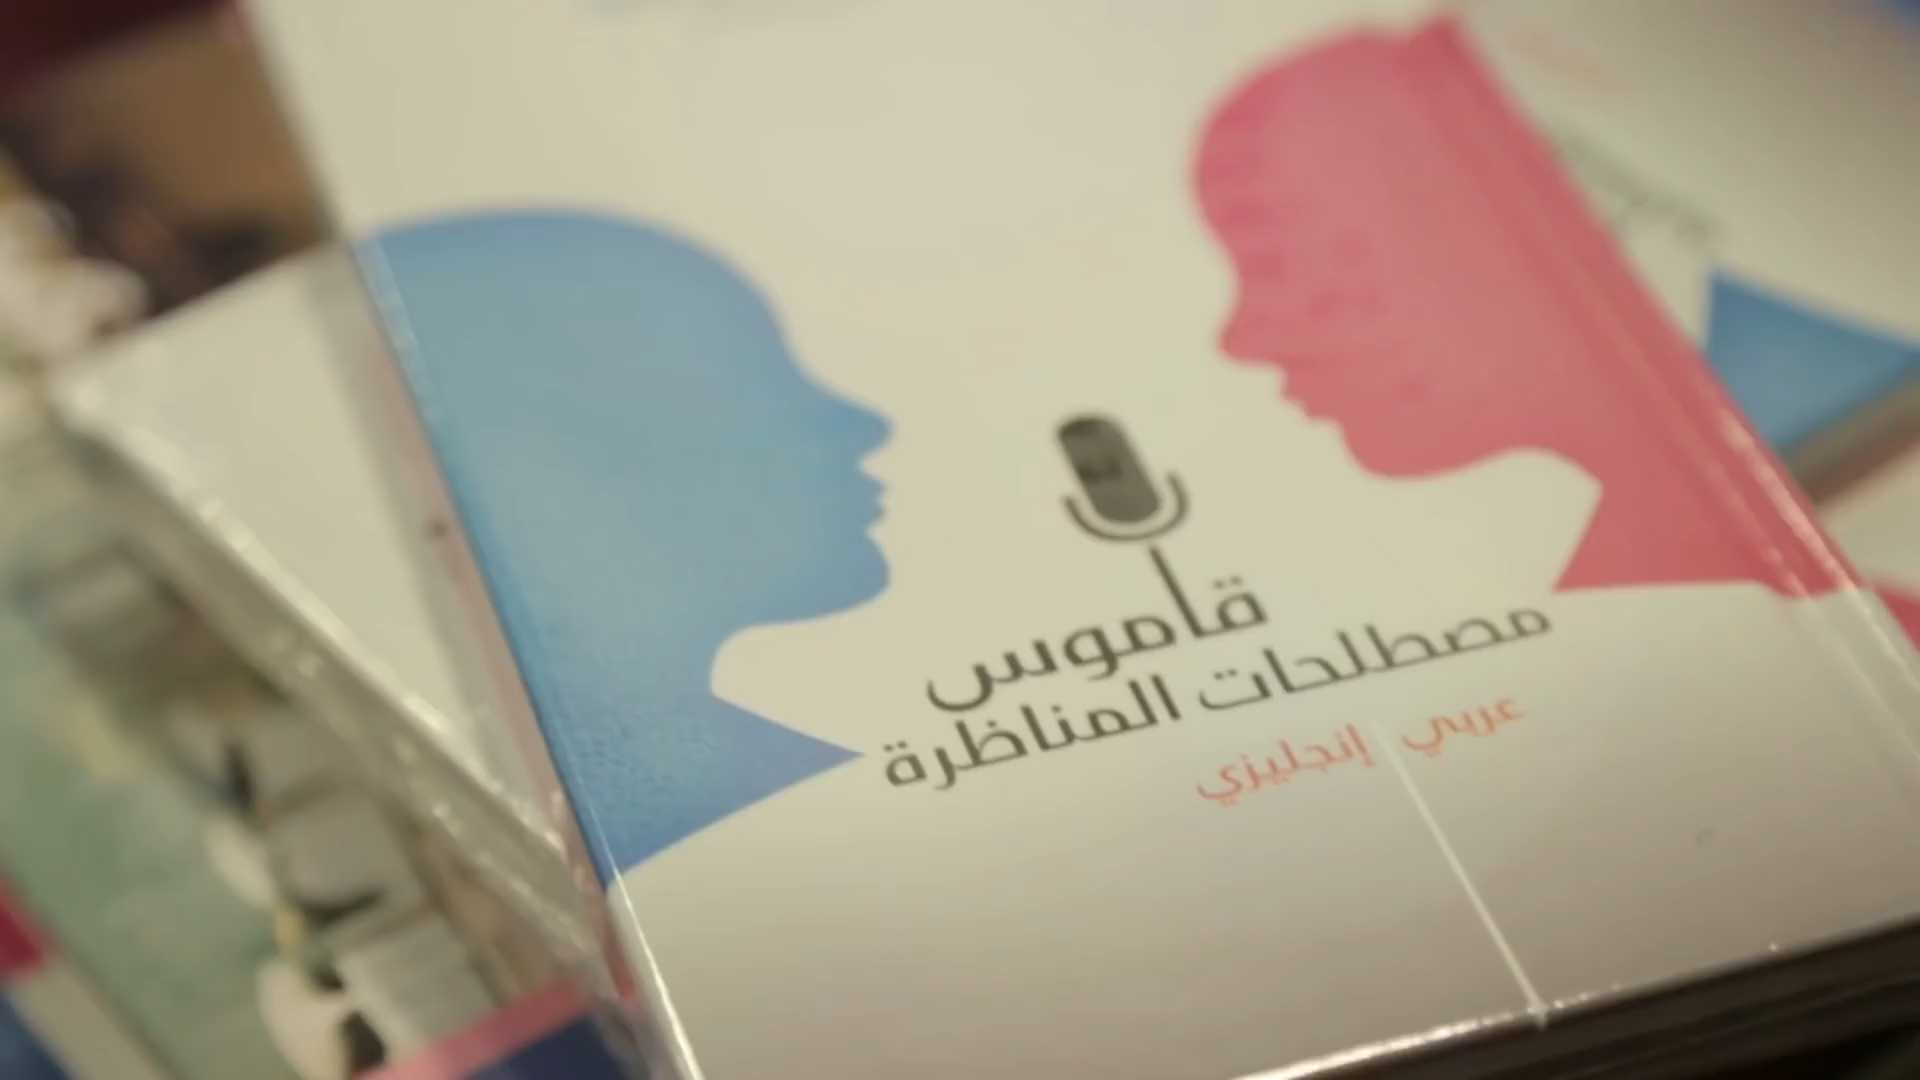 قاموس
مصطلحات المناظرة
عربي إنجليزي